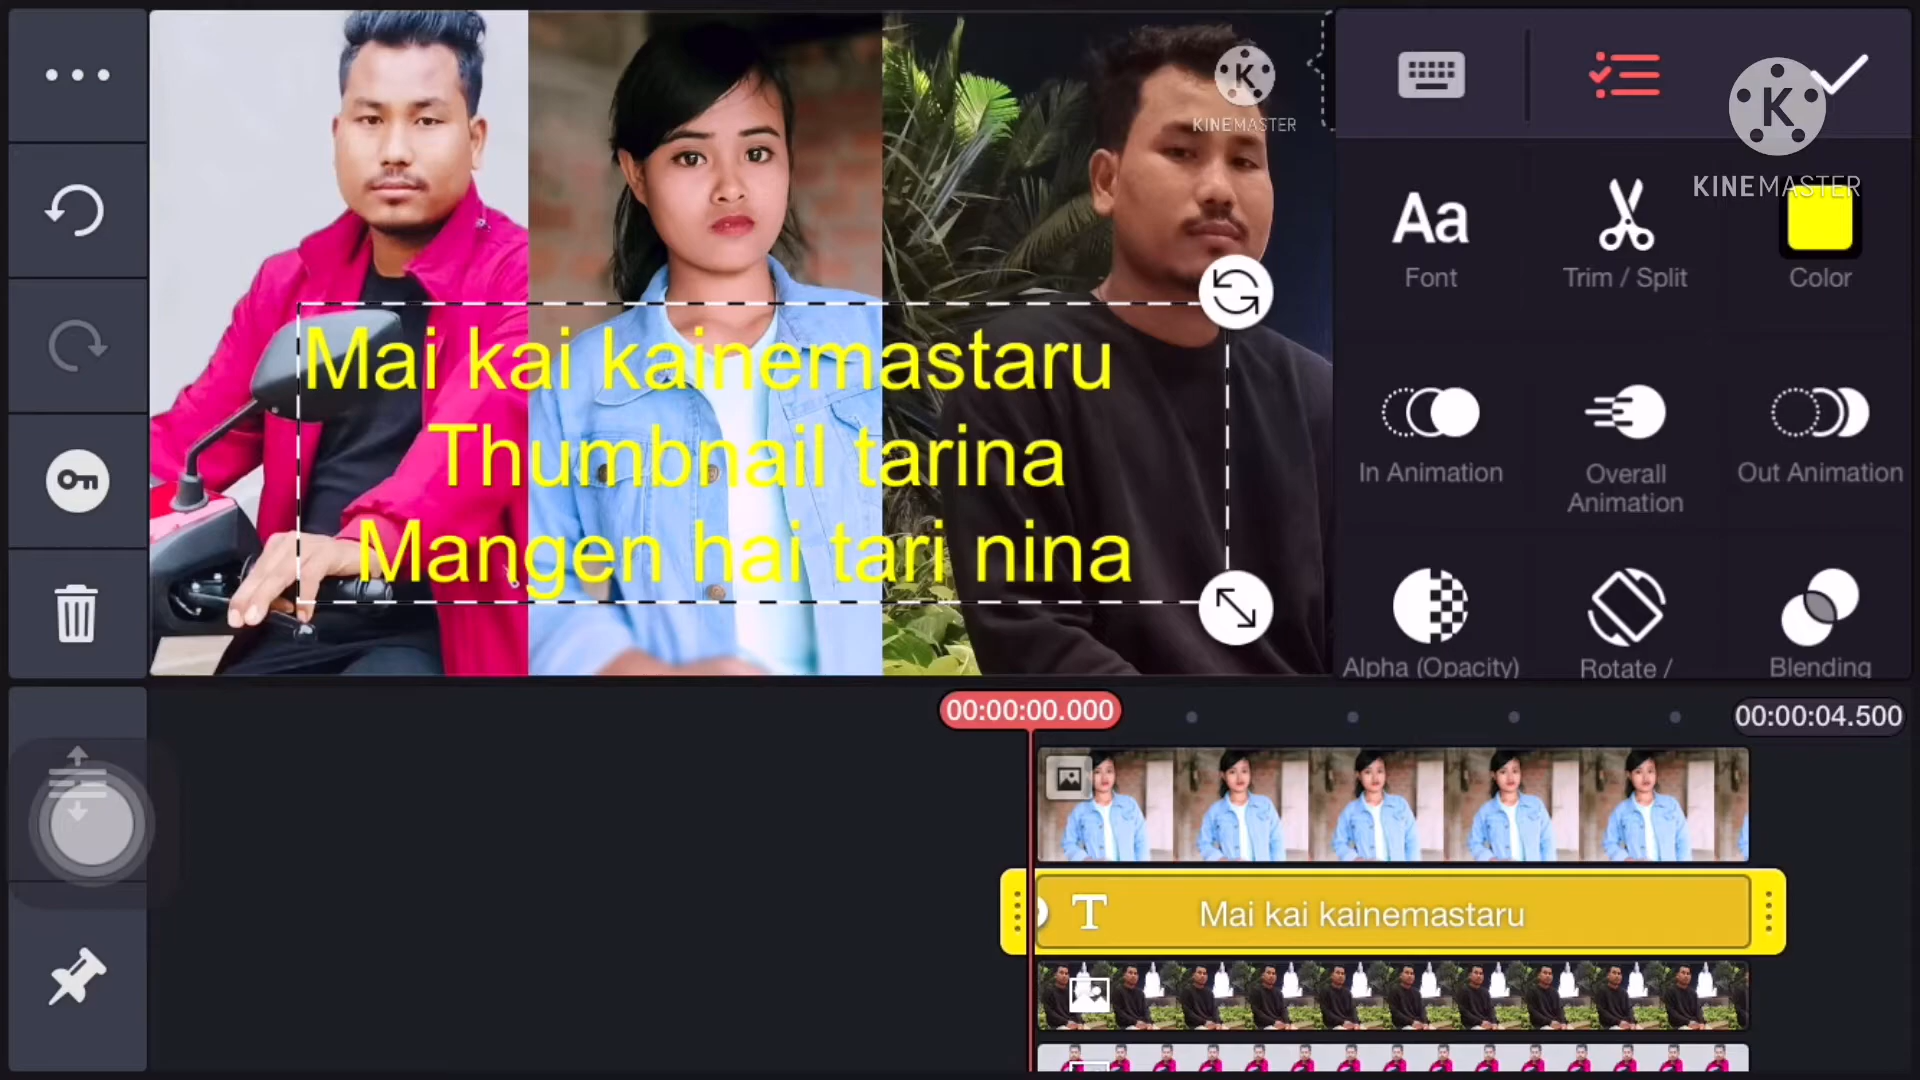 KINEMASTER
KINEMASTER
Aa
Font
Trim / Split
Color
Mai kai kainemastaru
Thumbnail tarina
Mangen hai tari nina
In Animation
Overall
Animation
Out Animation
Alpha (Opacity)
Rotate /
Blending
00:00:00.000
00:00:04.500
T
Mai kai kainemastaru